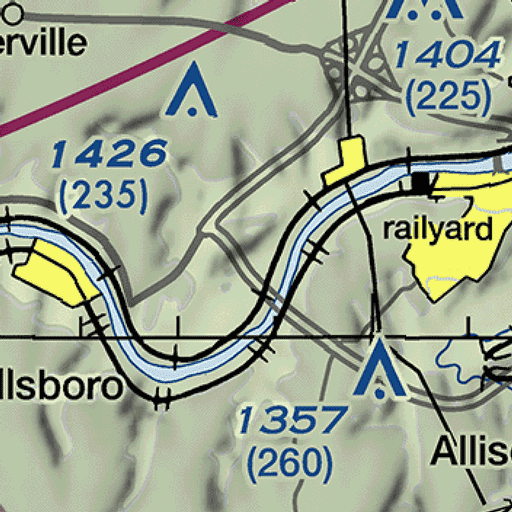 erville
1404
(225)
1426
(235)
railyard
llsboro
1357
(260)
Allis